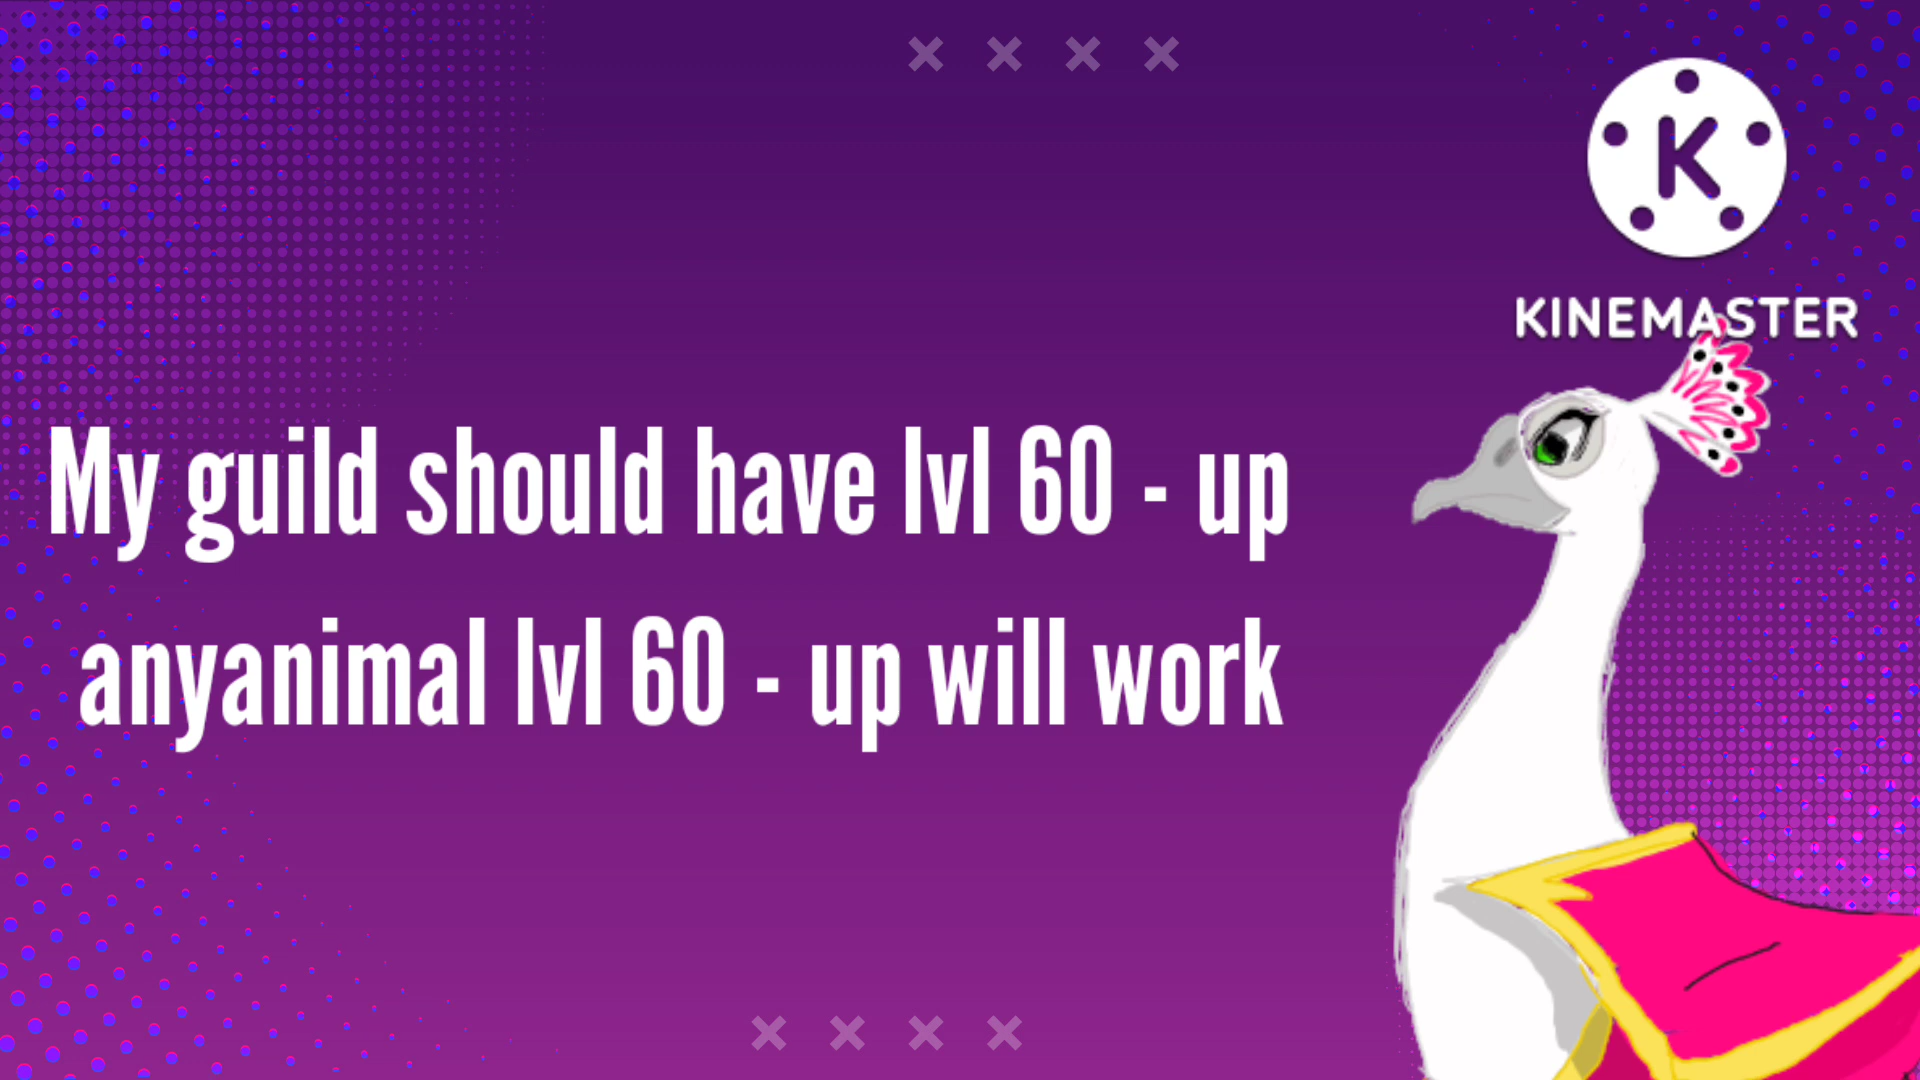 K
KINEMASTER
My guild should have lvl 60 - up
anyanimal lvl 60 - up will work